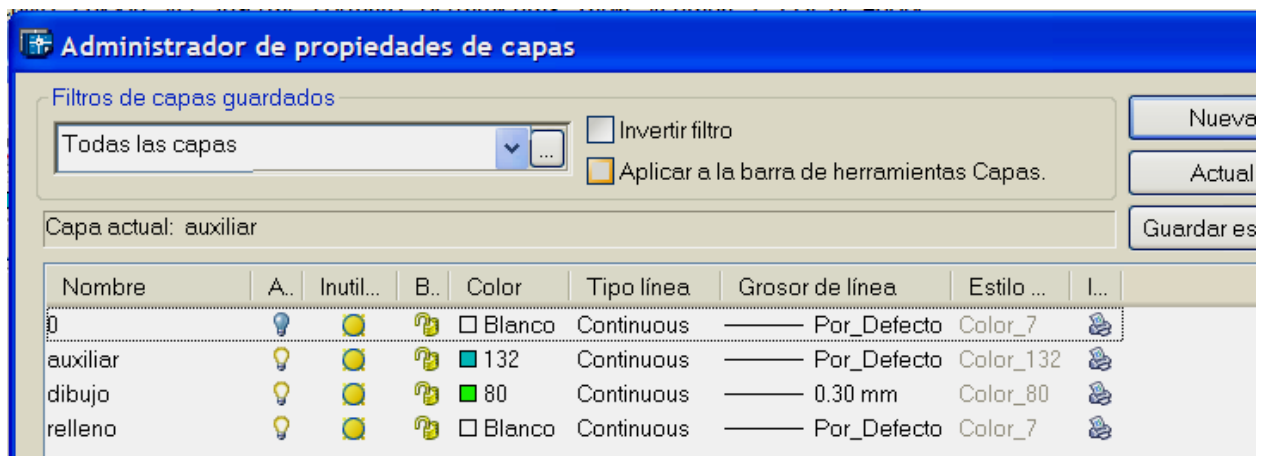 Administrador de propiedades de capas
Filtros de capas guardados
Todas las capas
...
Invertir filtro
Aplicar a la barra de herramientas Capas.
Nueva
Actual
Guardar es
Capa actual: auxiliar
Nombre A.. Inutil... B.. Color Tipo línea Grosor de línea Estilo ... I...
0 Blanco Continuous Por_Defecto Color_7
auxiliar 132 Continuous Por_Defecto Color_132
dibujo 80 Continuous 0.30 mm Color_80
relleno Blanco Continuous Por_Defecto Color_7